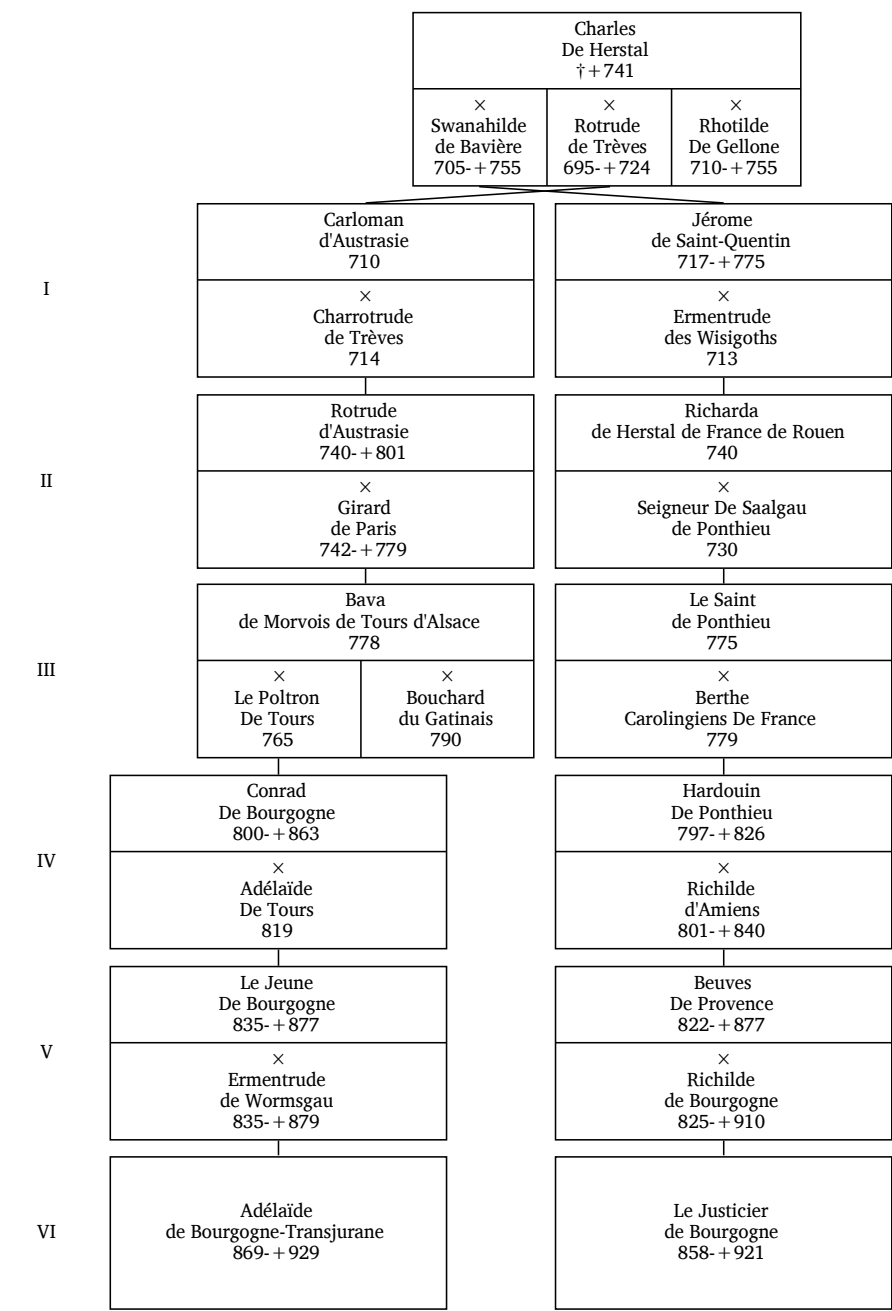 Charles
De Herstal
†+741
×
Swanahilde
de Bavière
705-+755
×
Rotrude
de Trèves
695-+724
×
Rhotilde
De Gellone
710-+755
I
Carloman
d'Austrasie
710
×
Charrotrude
de Trèves
714
Jérome
de Saint-Quentin
717-+775
×
Ermentrude
des Wisigoths
713
II
Rotrude
d'Austrasie
740-+801
×
Girard
de Paris
742-+779
Richarda
de Herstal de France de Rouen
740
×
Seigneur De Saalgau
de Ponthieu
730
III
Bava
de Morvois de Tours d'Alsace
778
×
Le Poltron
De Tours
765
×
Bouchard
du Gatinais
790
Le Saint
de Ponthieu
775
×
Berthe
Carolingiens De France
779
IV
Conrad
De Bourgogne
800-+863
×
Adélaïde
De Tours
819
Hardouin
De Ponthieu
797-+826
×
Richilde
d'Amiens
801-+840
V
Le Jeune
De Bourgogne
835-+877
×
Ermentrude
de Wormsgau
835-+879
Beuves
De Provence
822-+877
×
Richilde
de Bourgogne
825-+910
VI
Adélaïde
de Bourgogne-Transjurane
869-+929
Le Justicier
de Bourgogne
858-+921